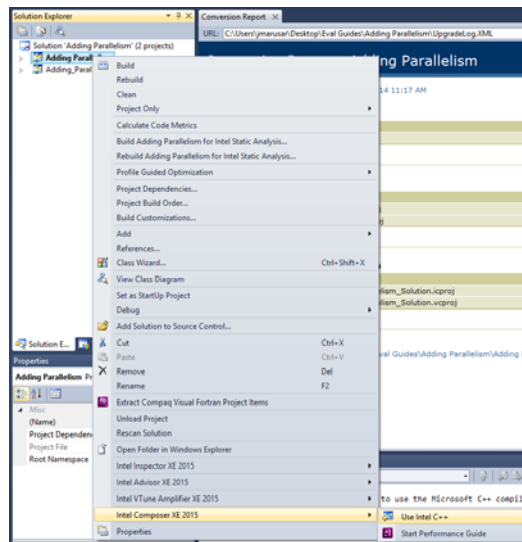 Solution Explorer
Conversion Report
URL: C:\Users\jmarusar\Desktop\Eval Guides\Adding Parallelism\UpgradeLog.XML
Solution 'Adding Parallelism' (2 projects)
Adding Paral
Adding_Paral
ng Parallelism
14 11:17 AM
Build
Rebuild
Clean
Project Only
Calculate Code Metrics
Build Adding Parallelism for Intel Static Analysis...
Rebuild Adding Parallelism for Intel Static Analysis...
Profile Guided Optimization
Project Dependencies...
Project Build Order...
Build Customizations...
Add
References...
Class Wizard... Ctrl+Shift+X
View Class Diagram
Set as StartUp Project
Debug
Add Solution to Source Control...
Cut Ctrl+X
Paste Ctrl+V
Remove Del
Rename F2
Extract Compaq Visual Fortran Project Items
Unload Project
Rescan Solution
Open Folder in Windows Explorer
Intel Inspector XE 2015
Intel Advisor XE 2015
Intel VTune Amplifier XE 2015
Intel Composer XE 2015
Properties
lism_Solution.icproj
lism_Solution.vcproj
val Guides\Adding Parallelism\Adding
Solution E...
Properties
Adding Parallelism Pr
Misc
(Name)
Project Dependen
Project File
Root Namespace
to use the Microsoft C++ compil
Use Intel C++
Start Performance Guide